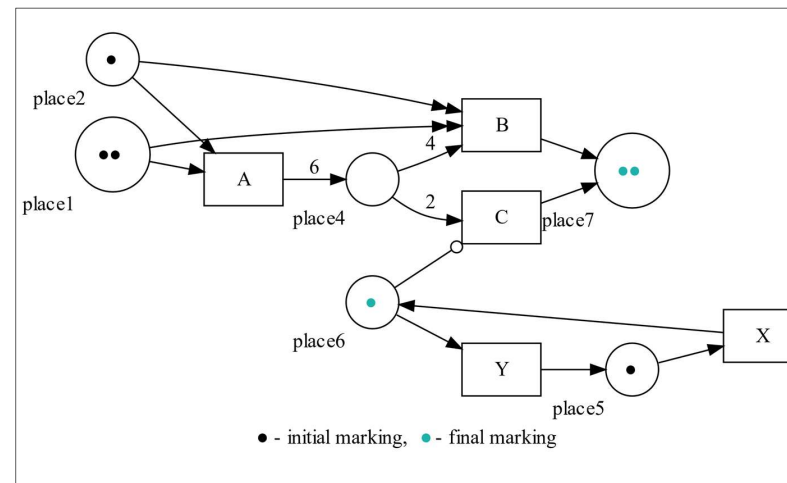 place2
B
4
place1
A
6
place4
2
C
place7
place6
X
Y
place5
- initial marking, - final marking